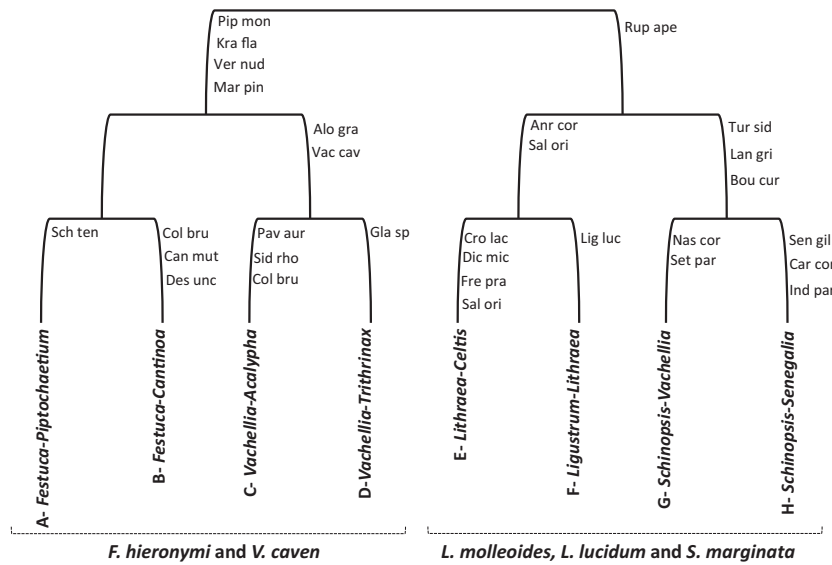 Pip mon
Kra fla
Ver nud
Mar pin
Rup ape
Alo gra
Vac cav
Anr cor
Sal ori
Tur sid
Lan gri
Bou cur
Sch ten
Col bru
Can mut
Des unc
Pav aur
Sid rho
Col bru
Gla sp
Cro lac
Dic mic
Fre pra
Sal ori
Lig luc
Nas cor
Set par
Sen gil
Car cor
Ind par
A- Festuca-Piptochaetium
B- Festuca-Cantinoa
C- Vachellia-Acalypha
D-Vachellia-Trithrinax
E- Lithraea-Celtis
F- Ligustrum-Lithraea
G- Schinopsis-Vachellia
H- Schinopsis-Senegalia
F. hieronymi and V. caven
L. molleoides, L. lucidum and S. marginata